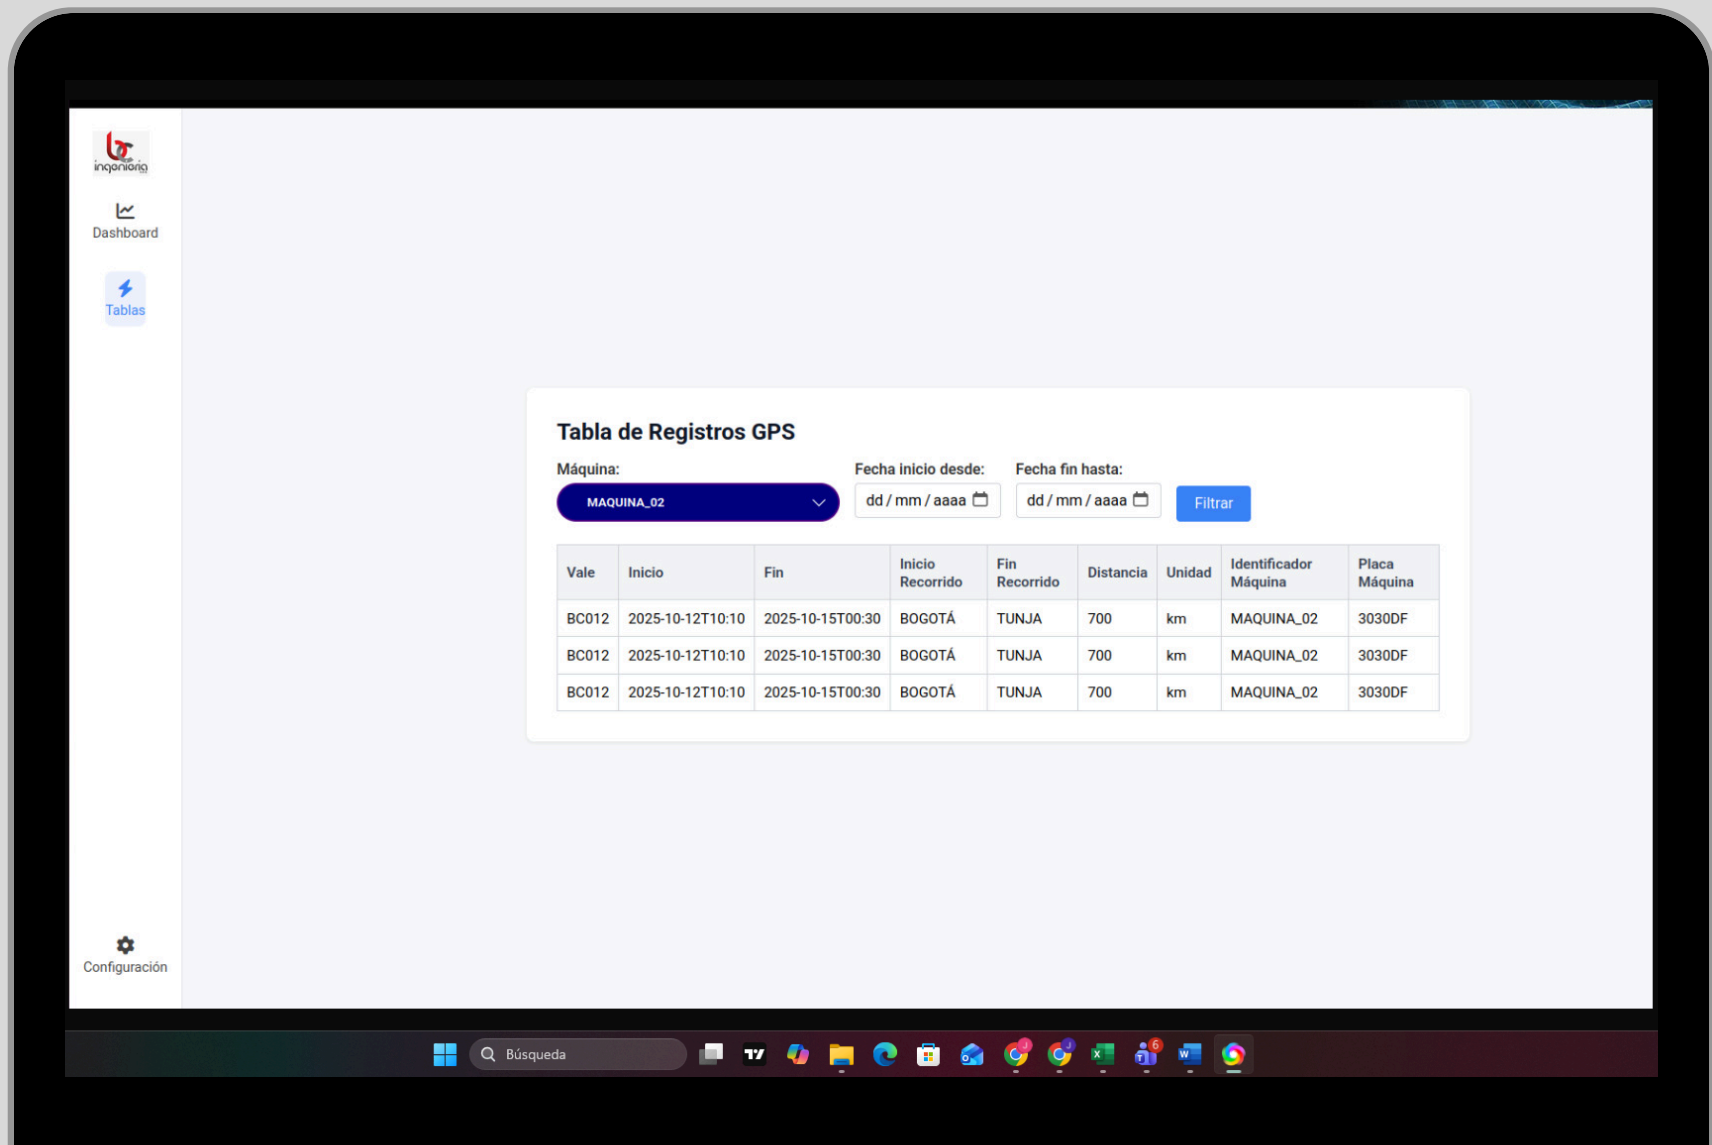 bc
ingeniería
Dashboard
Tablas
Configuración
Tabla de Registros GPS
Máquina:
MAQUINA_02
Fecha inicio desde:
dd / mm / aaaa
Fecha fin hasta:
dd / mm / aaaa
Filtrar
Vale Inicio Fin Inicio Recorrido Fin Recorrido Distancia Unidad Identificador Máquina Placa Máquina
BC012 2025-10-12T10:10 2025-10-15T00:30 BOGOTÁ TUNJA 700 km MAQUINA_02 3030DF
BC012 2025-10-12T10:10 2025-10-15T00:30 BOGOTÁ TUNJA 700 km MAQUINA_02 3030DF
BC012 2025-10-12T10:10 2025-10-15T00:30 BOGOTÁ TUNJA 700 km MAQUINA_02 3030DF
Búsqueda
6